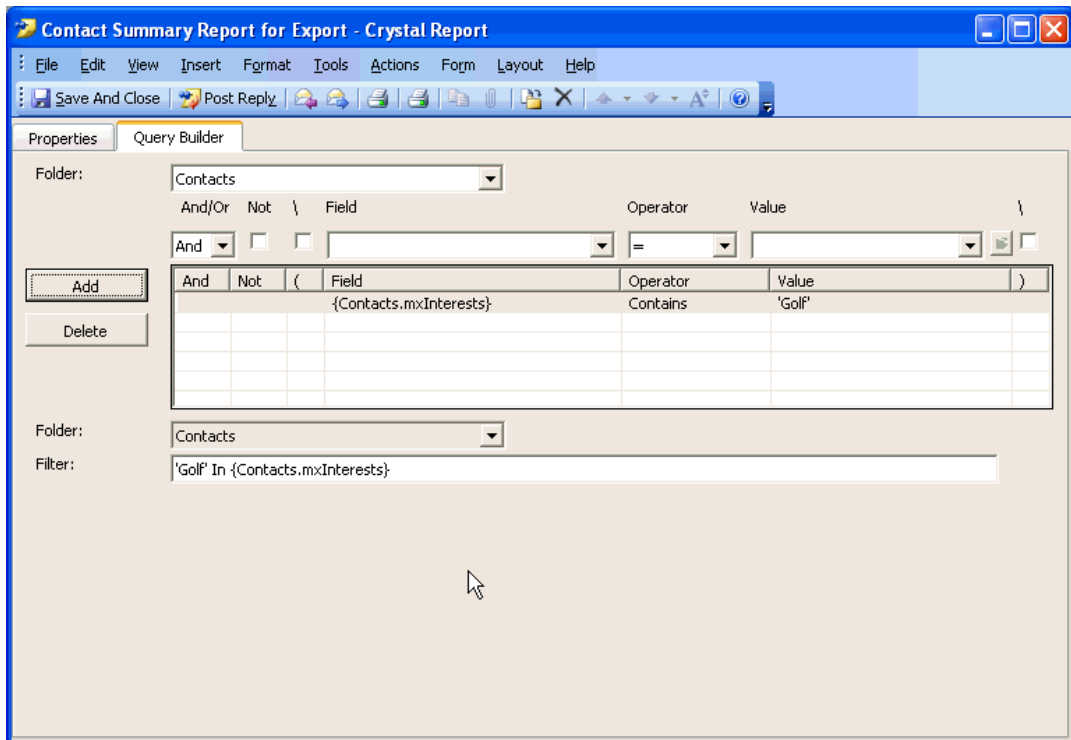 Contact Summary Report for Export - Crystal Report
File Edit View Insert Format Tools Actions Form Layout Help
Save And Close Post Reply
Properties Query Builder
Folder: Contacts
And/Or Not \ Field Operator Value \
And =
Add
And Not ( Field Operator Value )
{Contacts.mxInterests} Contains 'Golf'
Delete
Folder: Contacts
Filter: 'Golf' In {Contacts.mxInterests}